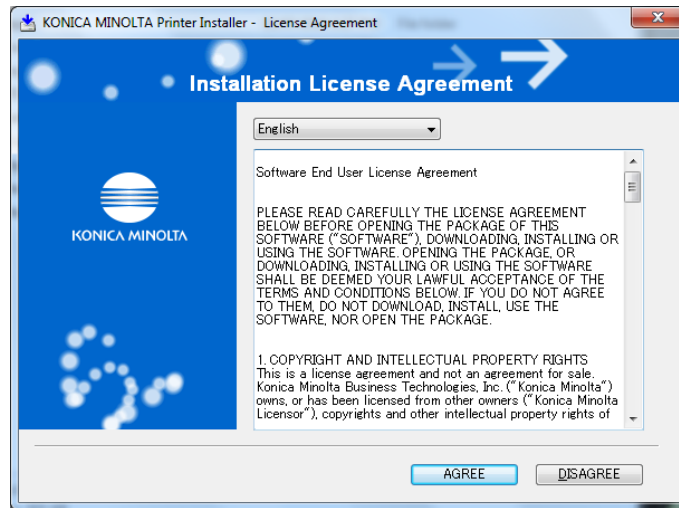 KONICA MINOLTA Printer Installer - License Agreement
Installation License Agreement
English
KONICA MINOLTA
Software End User License Agreement
PLEASE READ CAREFULLY THE LICENSE AGREEMENT
BELOW BEFORE OPENING THE PACKAGE OF THIS
SOFTWARE ("SOFTWARE"), DOWNLOADING, INSTALLING OR
USING THE SOFTWARE. OPENING THE PACKAGE, OR
DOWNLOADING, INSTALLING OR USING THE SOFTWARE
SHALL BE DEEMED YOUR LAWFUL ACCEPTANCE OF THE
TERMS AND CONDITIONS BELOW. IF YOU DO NOT AGREE
TO THEM, DO NOT DOWNLOAD, INSTALL, USE THE
SOFTWARE, NOR OPEN THE PACKAGE.
1. COPYRIGHT AND INTELLECTUAL PROPERTY RIGHTS
This is a license agreement and not an agreement for sale.
Konica Minolta Business Technologies, Inc. ("Konica Minolta")
owns, or has been licensed from other owners ("Konica Minolta
Licensor"), copyrights and other intellectual property rights of
AGREE
DISAGREE